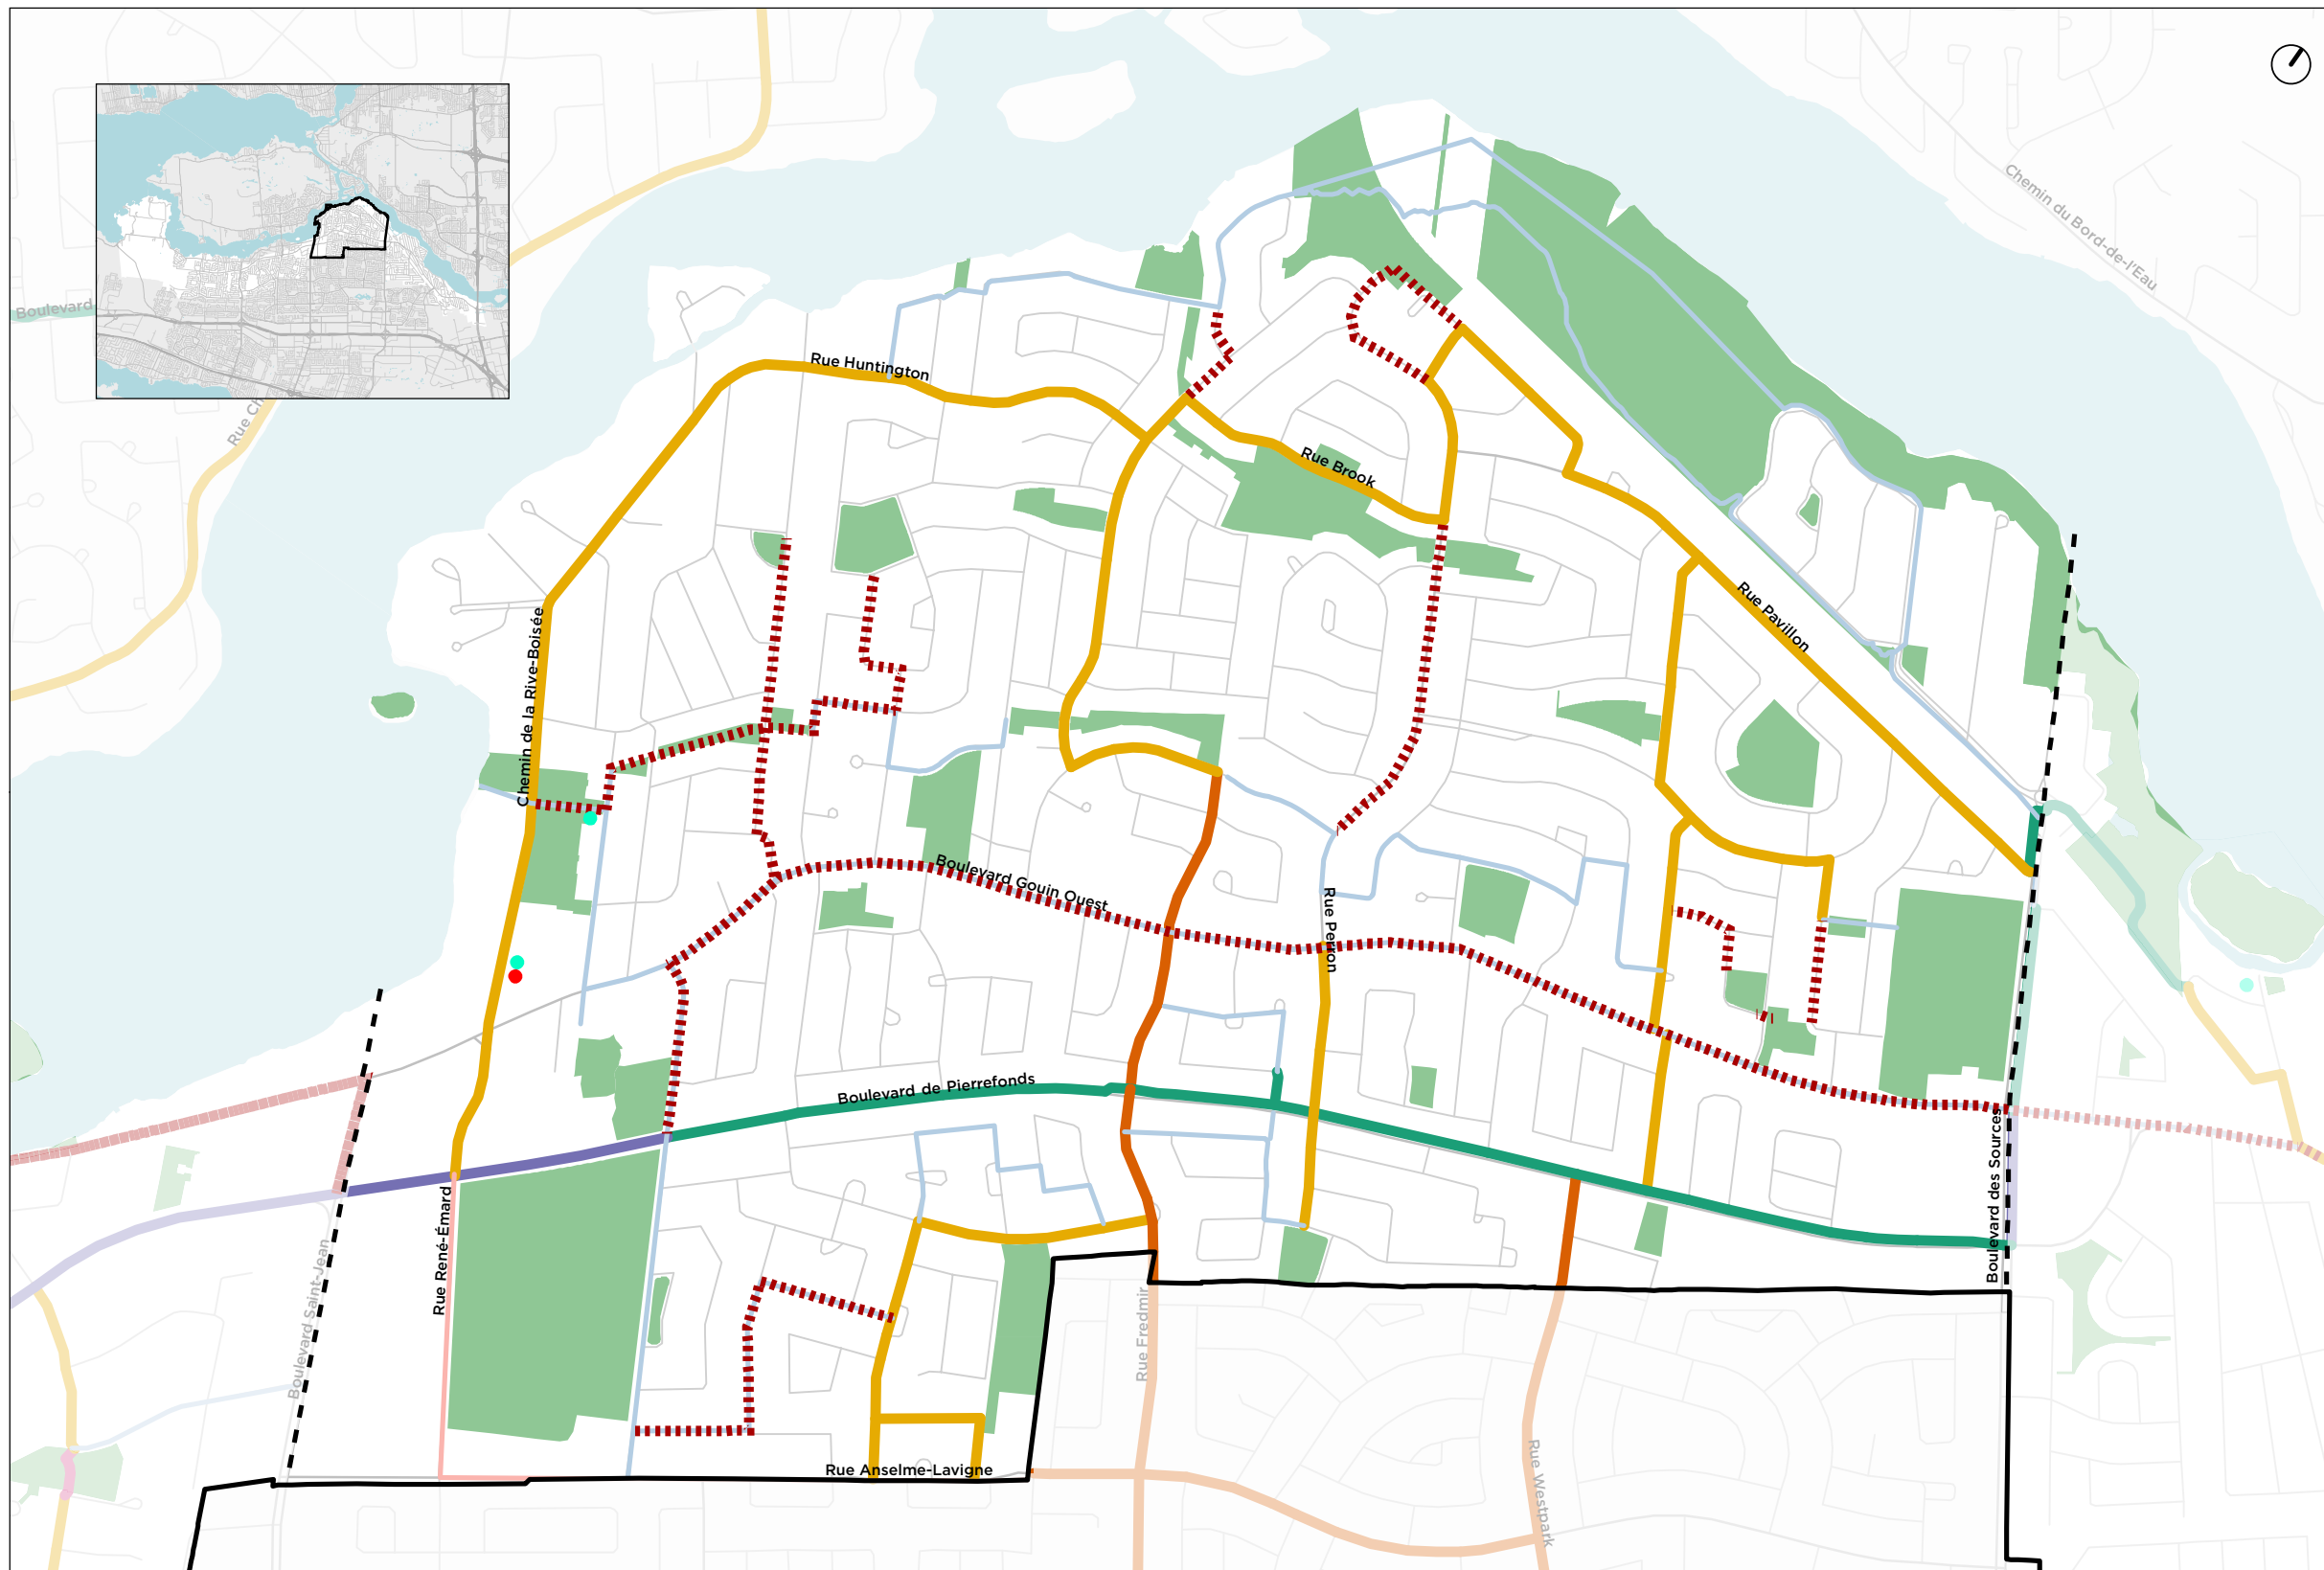 Chemin du Bord-de-l'Eau
Boulevard
Rue Ch
Rue Huntington
Rue Brook
Rue Pavillon
Chemin de la Rive-Boisée
Boulevard Gouin Ouest
Rue Perron
Boulevard de Pierrefonds
Boulevard des Sources
Rue René-Émard
Boulevard Saint-Jean
Rue Fredmir
Rue Westpark
Rue Anselme-Lavigne